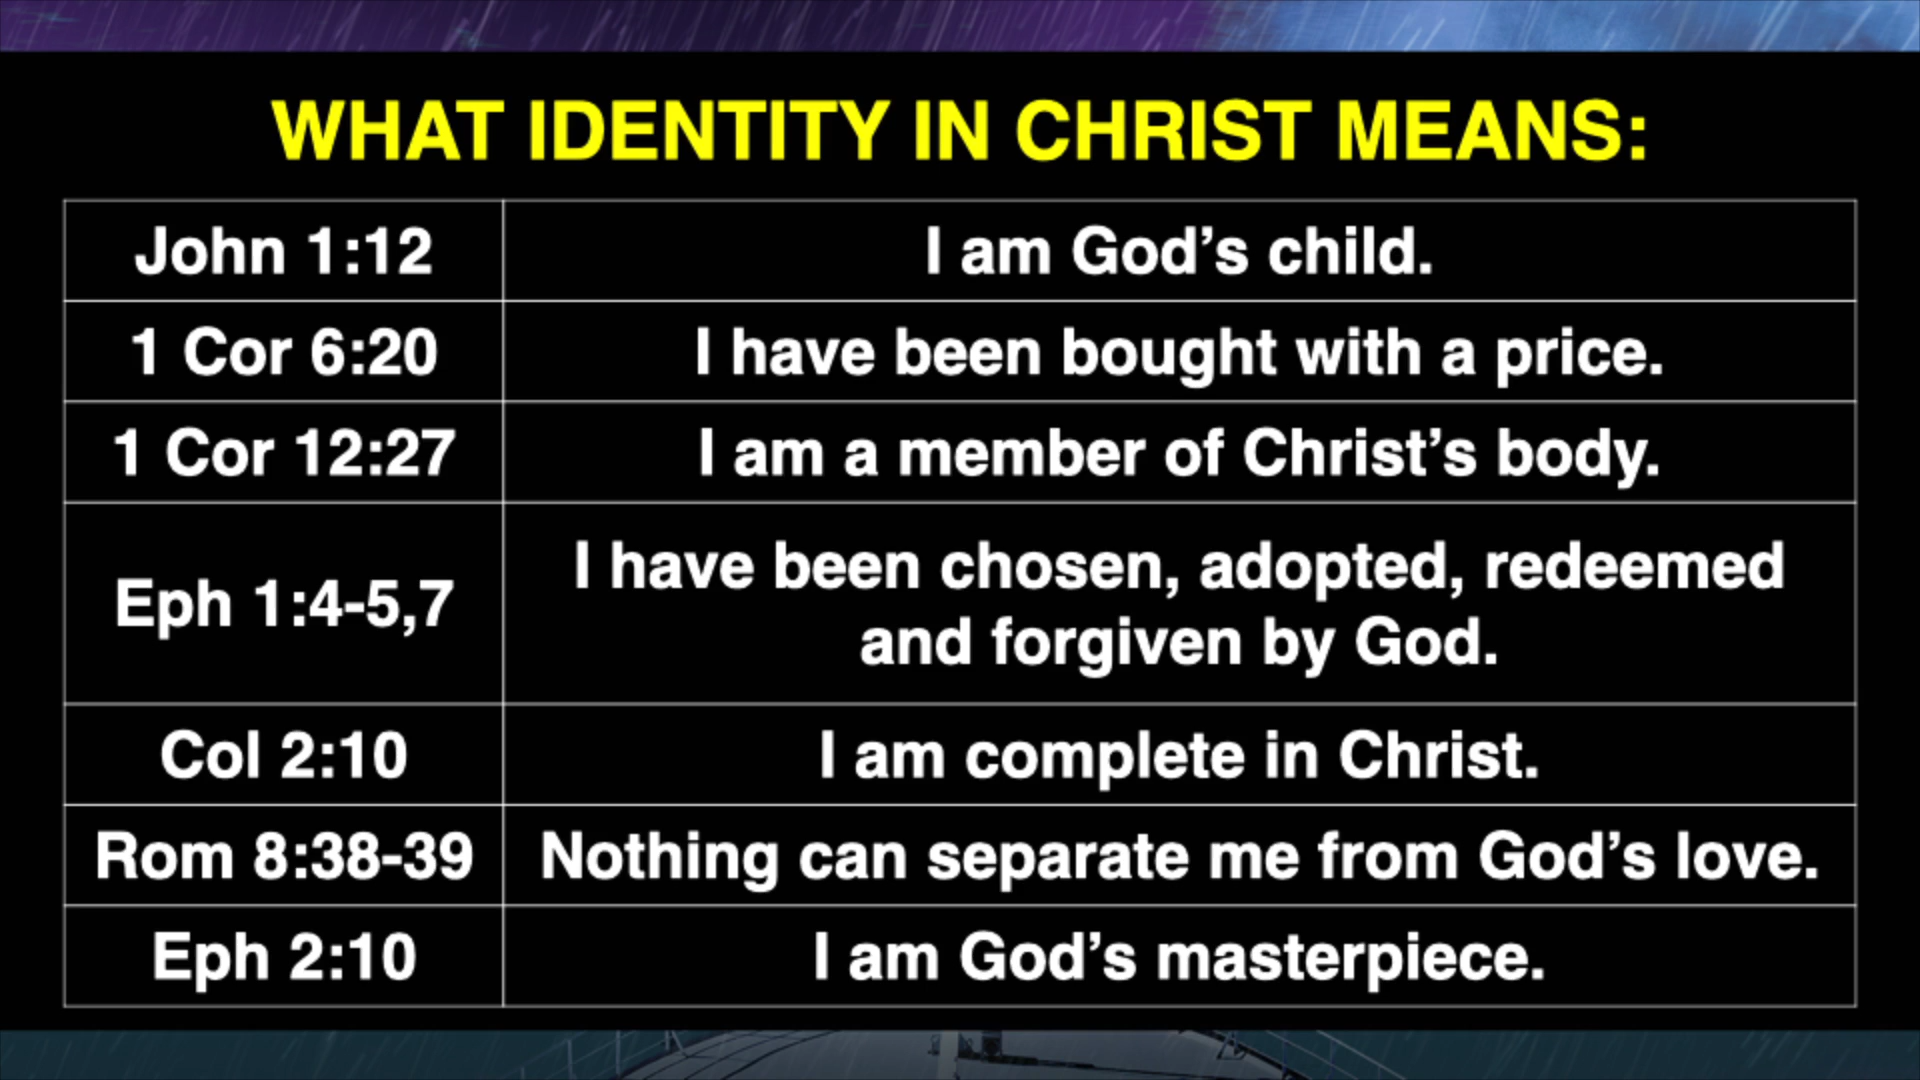 WHAT IDENTITY IN CHRIST MEANS:
John 1:12 I am God’s child.
1 Cor 6:20 I have been bought with a price.
1 Cor 12:27 I am a member of Christ’s body.
Eph 1:4-5,7 I have been chosen, adopted, redeemed
and forgiven by God.
Col 2:10 I am complete in Christ.
Rom 8:38-39 Nothing can separate me from God’s love.
Eph 2:10 I am God’s masterpiece.